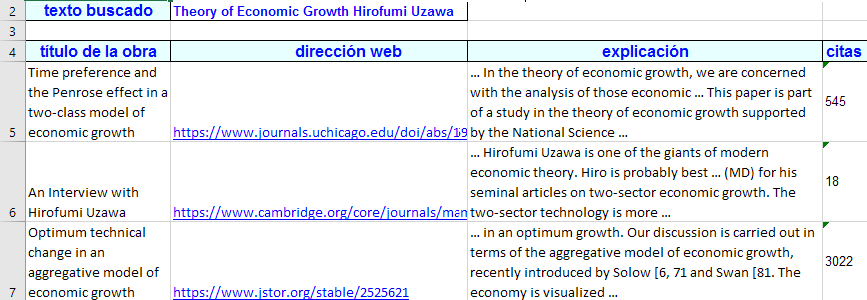 2 texto buscado Theory of Economic Growth Hirofumi Uzawa
3
4 título de la obra dirección web explicación citas
Time preference and
the Penrose effect in a
two-class model of
economic growth
5
https://www.journals.uchicago.edu/doi/abs/19
... In the theory of economic growth, we are concerned
with the analysis of those economic ... This paper is part
of a study in the theory of economic growth supported
by the National Science ...
545
An Interview with
Hirofumi Uzawa
6
https://www.cambridge.org/core/journals/man
... Hirofumi Uzawa is one of the giants of modern
economic theory. Hiro is probably best ... (MD) for his
seminal articles on two-sector economic growth. The
two-sector technology is more ...
18
Optimum technical
change in an
aggregative model of
economic growth
7
https://www.jstor.org/stable/2525621
... in an optimum growth. Our discussion is carried out in
terms of the aggregative model of economic growth,
recently introduced by Solow [6, 71 and Swan [81. The
economy is visualized ...
3022